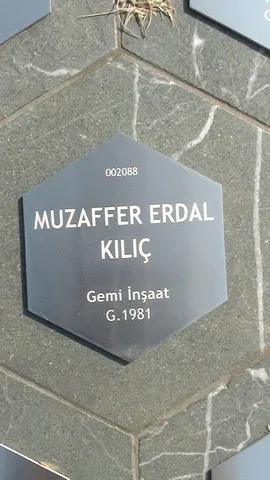 002088
MUZAFFER ERDAL
KILIÇ
Gemi İnşaat
G.1981